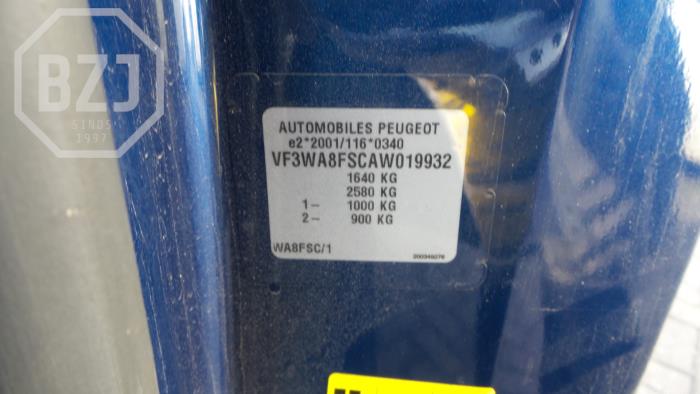 BZJ
SINDS
1997
AUTOMOBILES PEUGEOT
e2*2001/116*0340
VF3WA8FSCAW019932
1640 KG
2580 KG
1- 1000 KG
2- 900 KG
WA8FSC/1